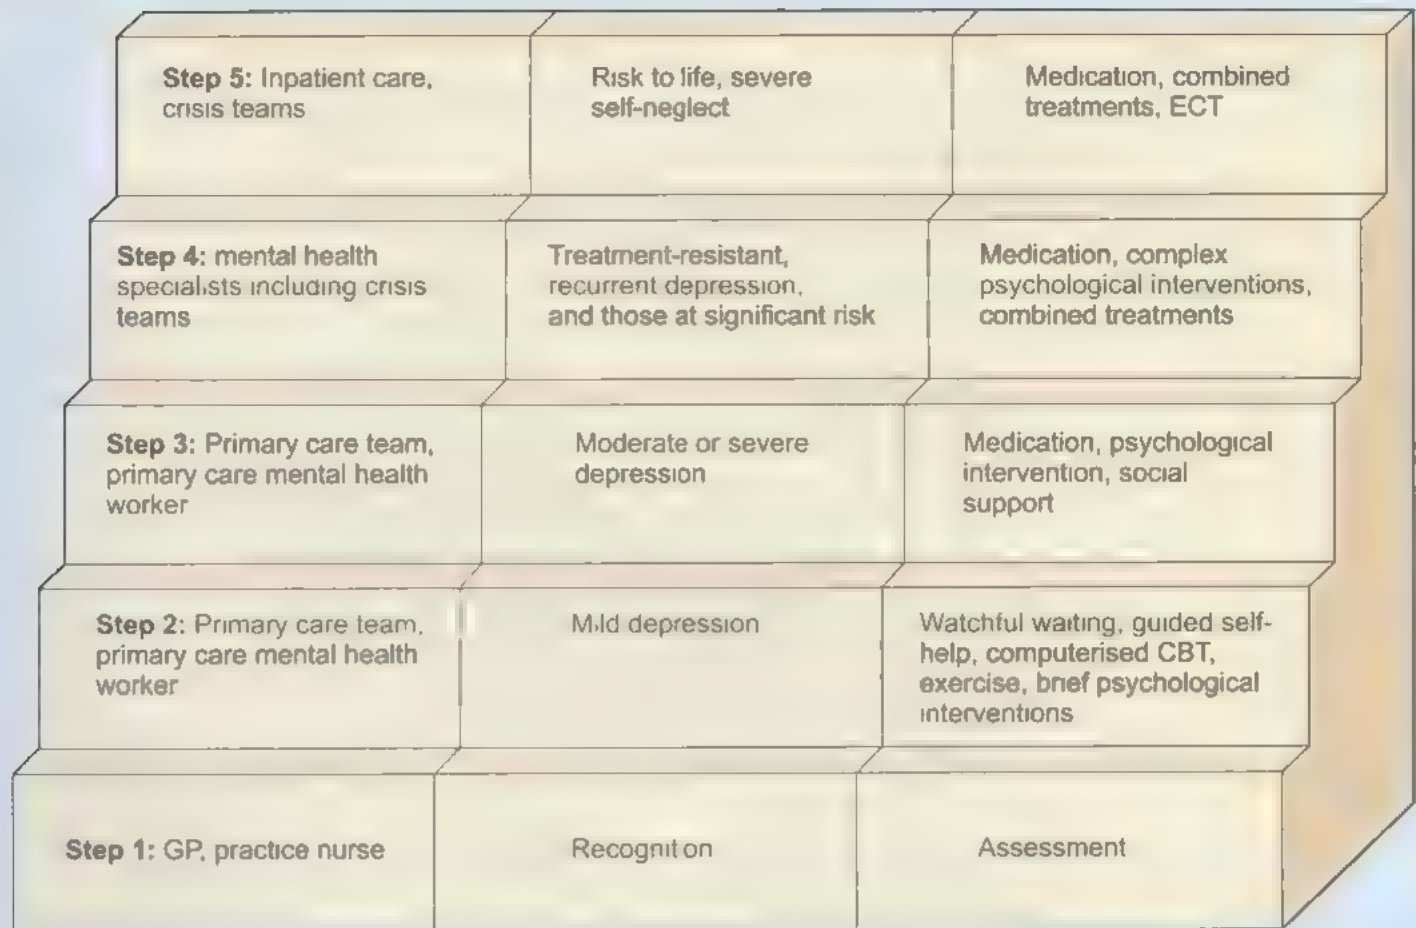 Step 5: Inpatient care,
crisis teams
Risk to life, severe
self-neglect
Medication, combined
treatments, ECT
Step 4: mental health
specialists including crisis
teams
Treatment-resistant,
recurrent depression,
and those at significant risk
Medication, complex
psychological interventions,
combined treatments
Step 3: Primary care team,
primary care mental health
worker
Moderate or severe
depression
Medication, psychological
intervention, social
support
Step 2: Primary care team,
primary care mental health
worker
Mild depression
Watchful waiting, guided self-
help, computerised CBT,
exercise, brief psychological
interventions
Step 1: GP, practice nurse
Recognition
Assessment